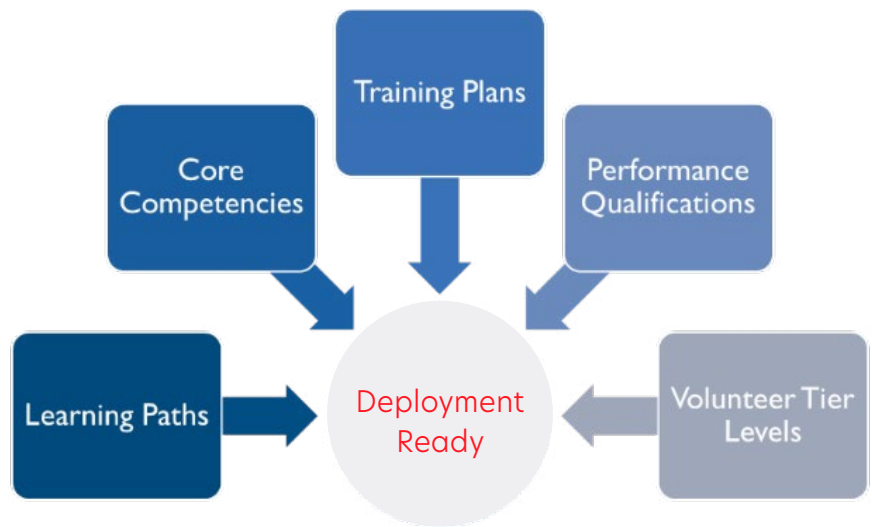 Training Plans
Core
Competencies
Performance
Qualifications
Learning Paths
Deployment
Ready
Volunteer Tier
Levels